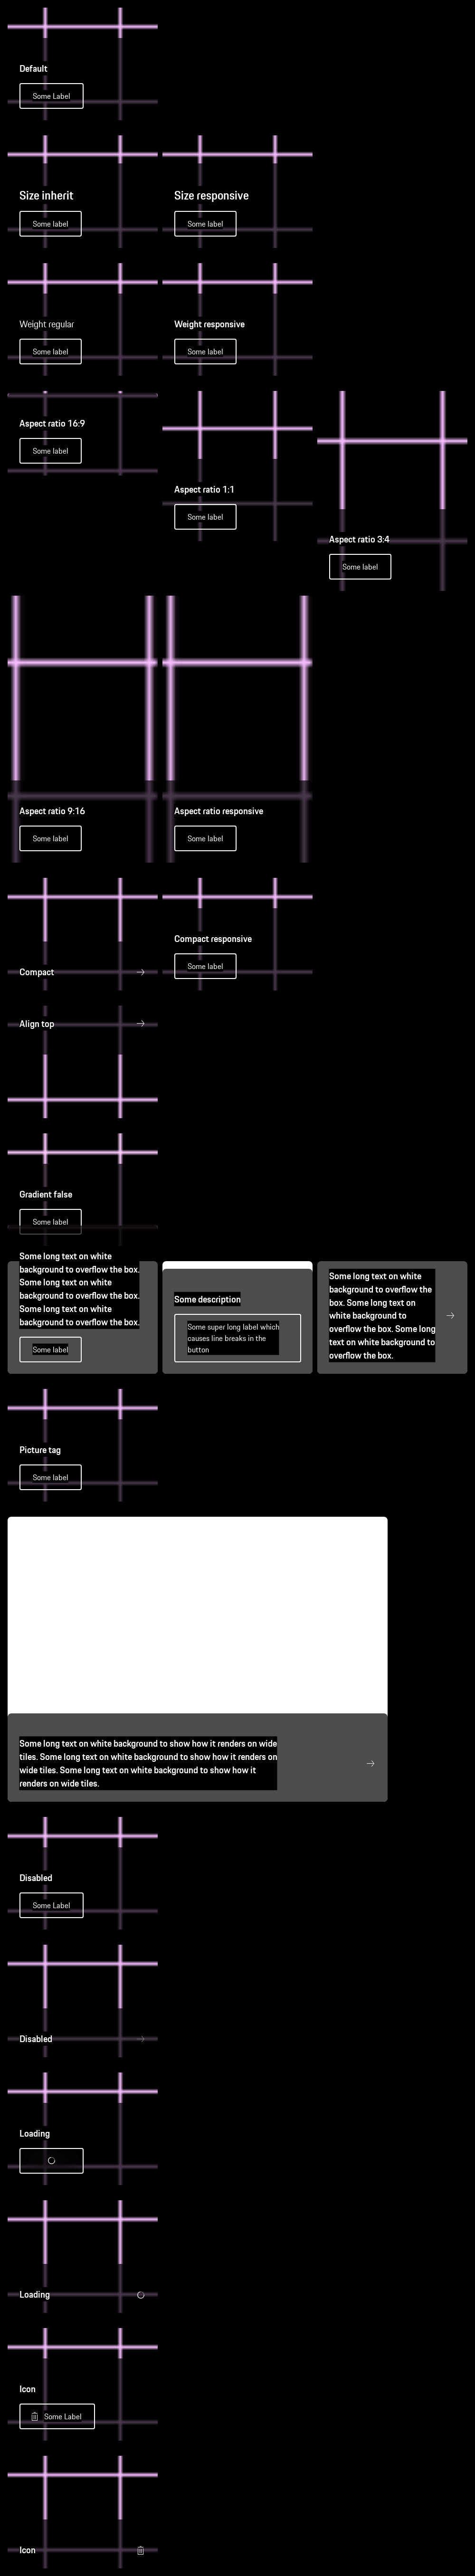 Default
Some Label
Size inherit
Some label
Size responsive
Some label
Weight regular
Some label
Weight responsive
Some label
Aspect ratio 16:9
Some label
Aspect ratio 1:1
Some label
Aspect ratio 3:4
Some label
Aspect ratio 9:16
Some label
Aspect ratio responsive
Some label
Compact
Compact responsive
Some label
Align top
Gradient false
Some label
Some long text on white
background to overflow the box.
Some long text on white
background to overflow the box.
Some long text on white
background to overflow the box.
Some label
Some description
Some super long label which
causes line breaks in the
button
Some long text on white
background to overflow the
box. Some long text on
white background to
overflow the box. Some long
text on white background to
overflow the box.
Picture tag
Some label
Some long text on white background to show how it renders on wide
tiles. Some long text on white background to show how it renders on
wide tiles. Some long text on white background to show how it
renders on wide tiles.
Disabled
Some Label
Disabled
Loading
Loading
Icon
Some Label
Icon